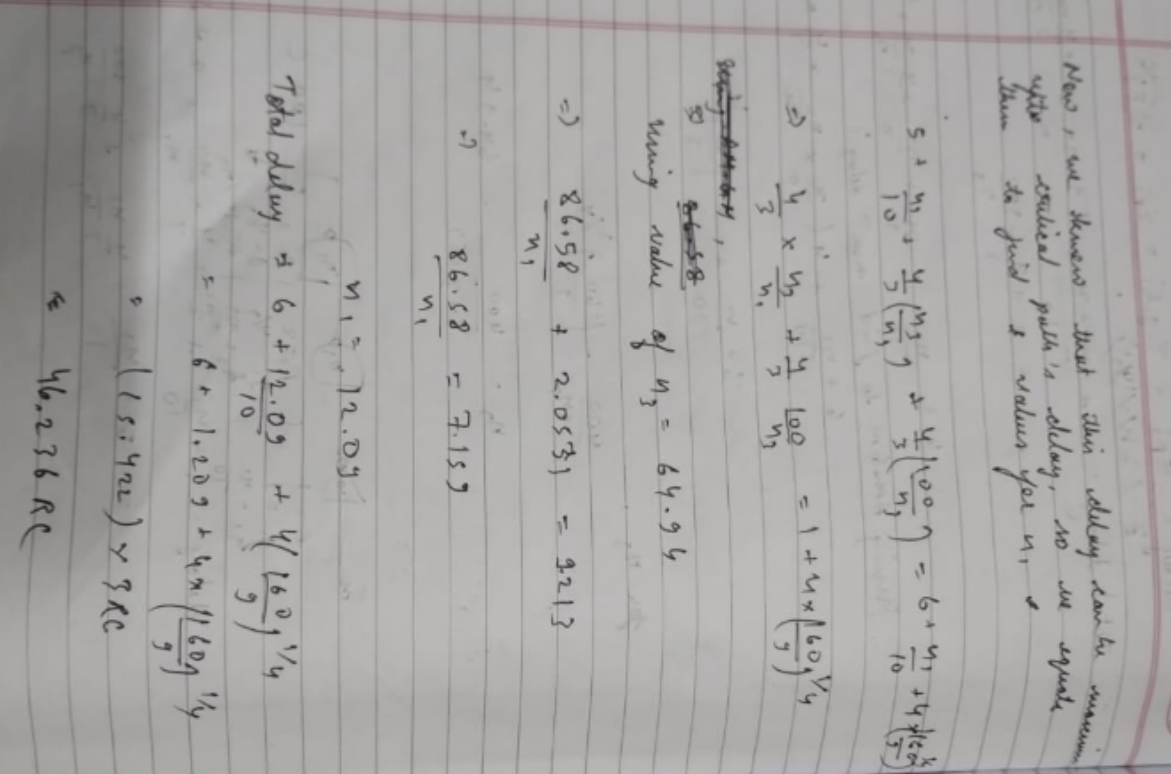 Now, we know that this delay can be maximum
upto critical path's delay, so we equate
them to find values for n₁
5 + n₁/10 + 4/3 (n₃/n₁) + 4/3 (100/n₃) = 6 + n₁/10 + 4 × (160/9)^1/4
=> 4/3 × n₃/n₁ + 4/3 100/n₃ = 1 + 4 × (160/9)^1/4
using value of n₃ = 64.94
=> 86.58/n₁ + 2.0531 = 9.213
=> 86.58/n₁ = 7.159
n₁ = 12.09
Total delay = 6 + 12.09/10 + 4 (160/9)^1/4
= 6 + 1.209 + 4 × (160/9)^1/4
= (15.422) × 3RC
≈ 46.236 RC